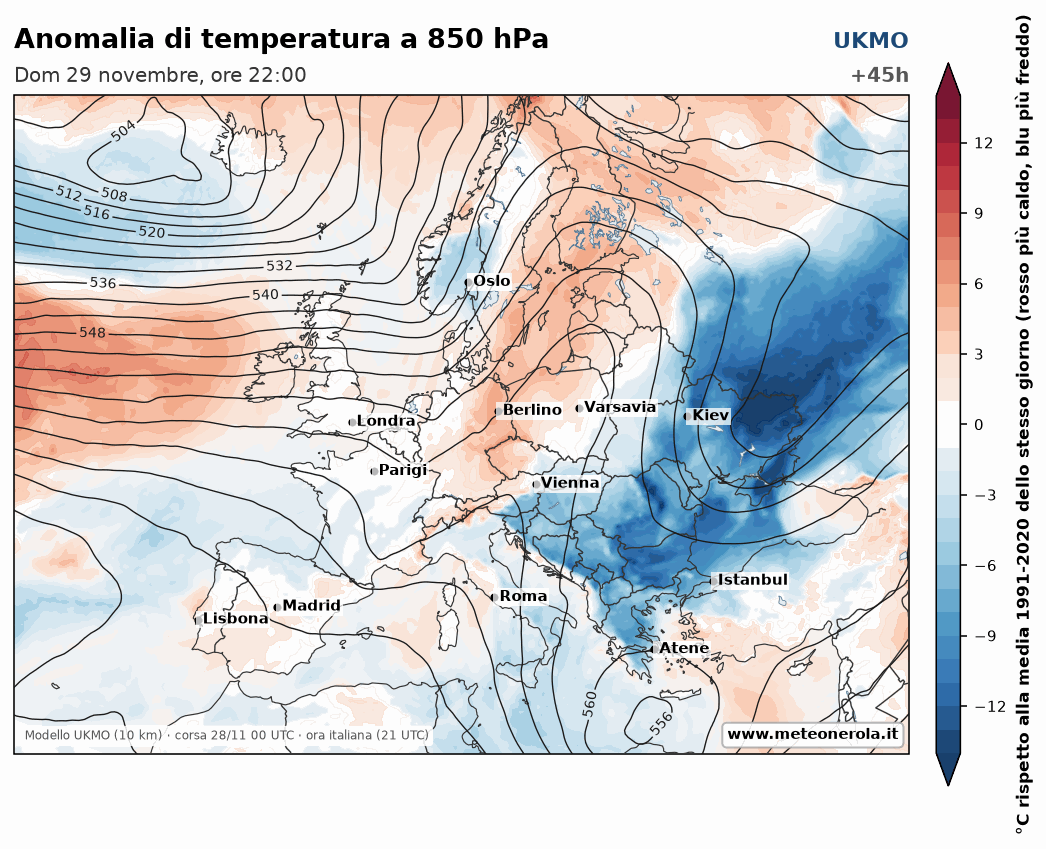 Anomalia di temperatura a 850 hPa
UKMO
Dom 29 novembre, ore 22:00
+45h
504
508
512
516
520
532
536
540
548
Oslo
Berlino
Varsavia
Londra
Kiev
Parigi
Vienna
Istanbul
Roma
Madrid
Lisbona
Atene
560
556
Modello UKMO (10 km) · corsa 28/11 00 UTC · ora italiana (21 UTC)
www.meteonerola.it
12
9
6
3
0
−3
−6
−9
−12
°C rispetto alla media 1991-2020 dello stesso giorno (rosso più caldo, blu più freddo)